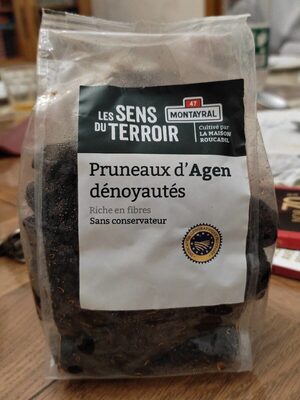 LES SENS
DU TERROIR
47
MONTAYRAL
Cultivé par
LA MAISON
ROUCADIL
Pruneaux d'Agen
dénoyautés
Riche en fibres
Sans conservateur